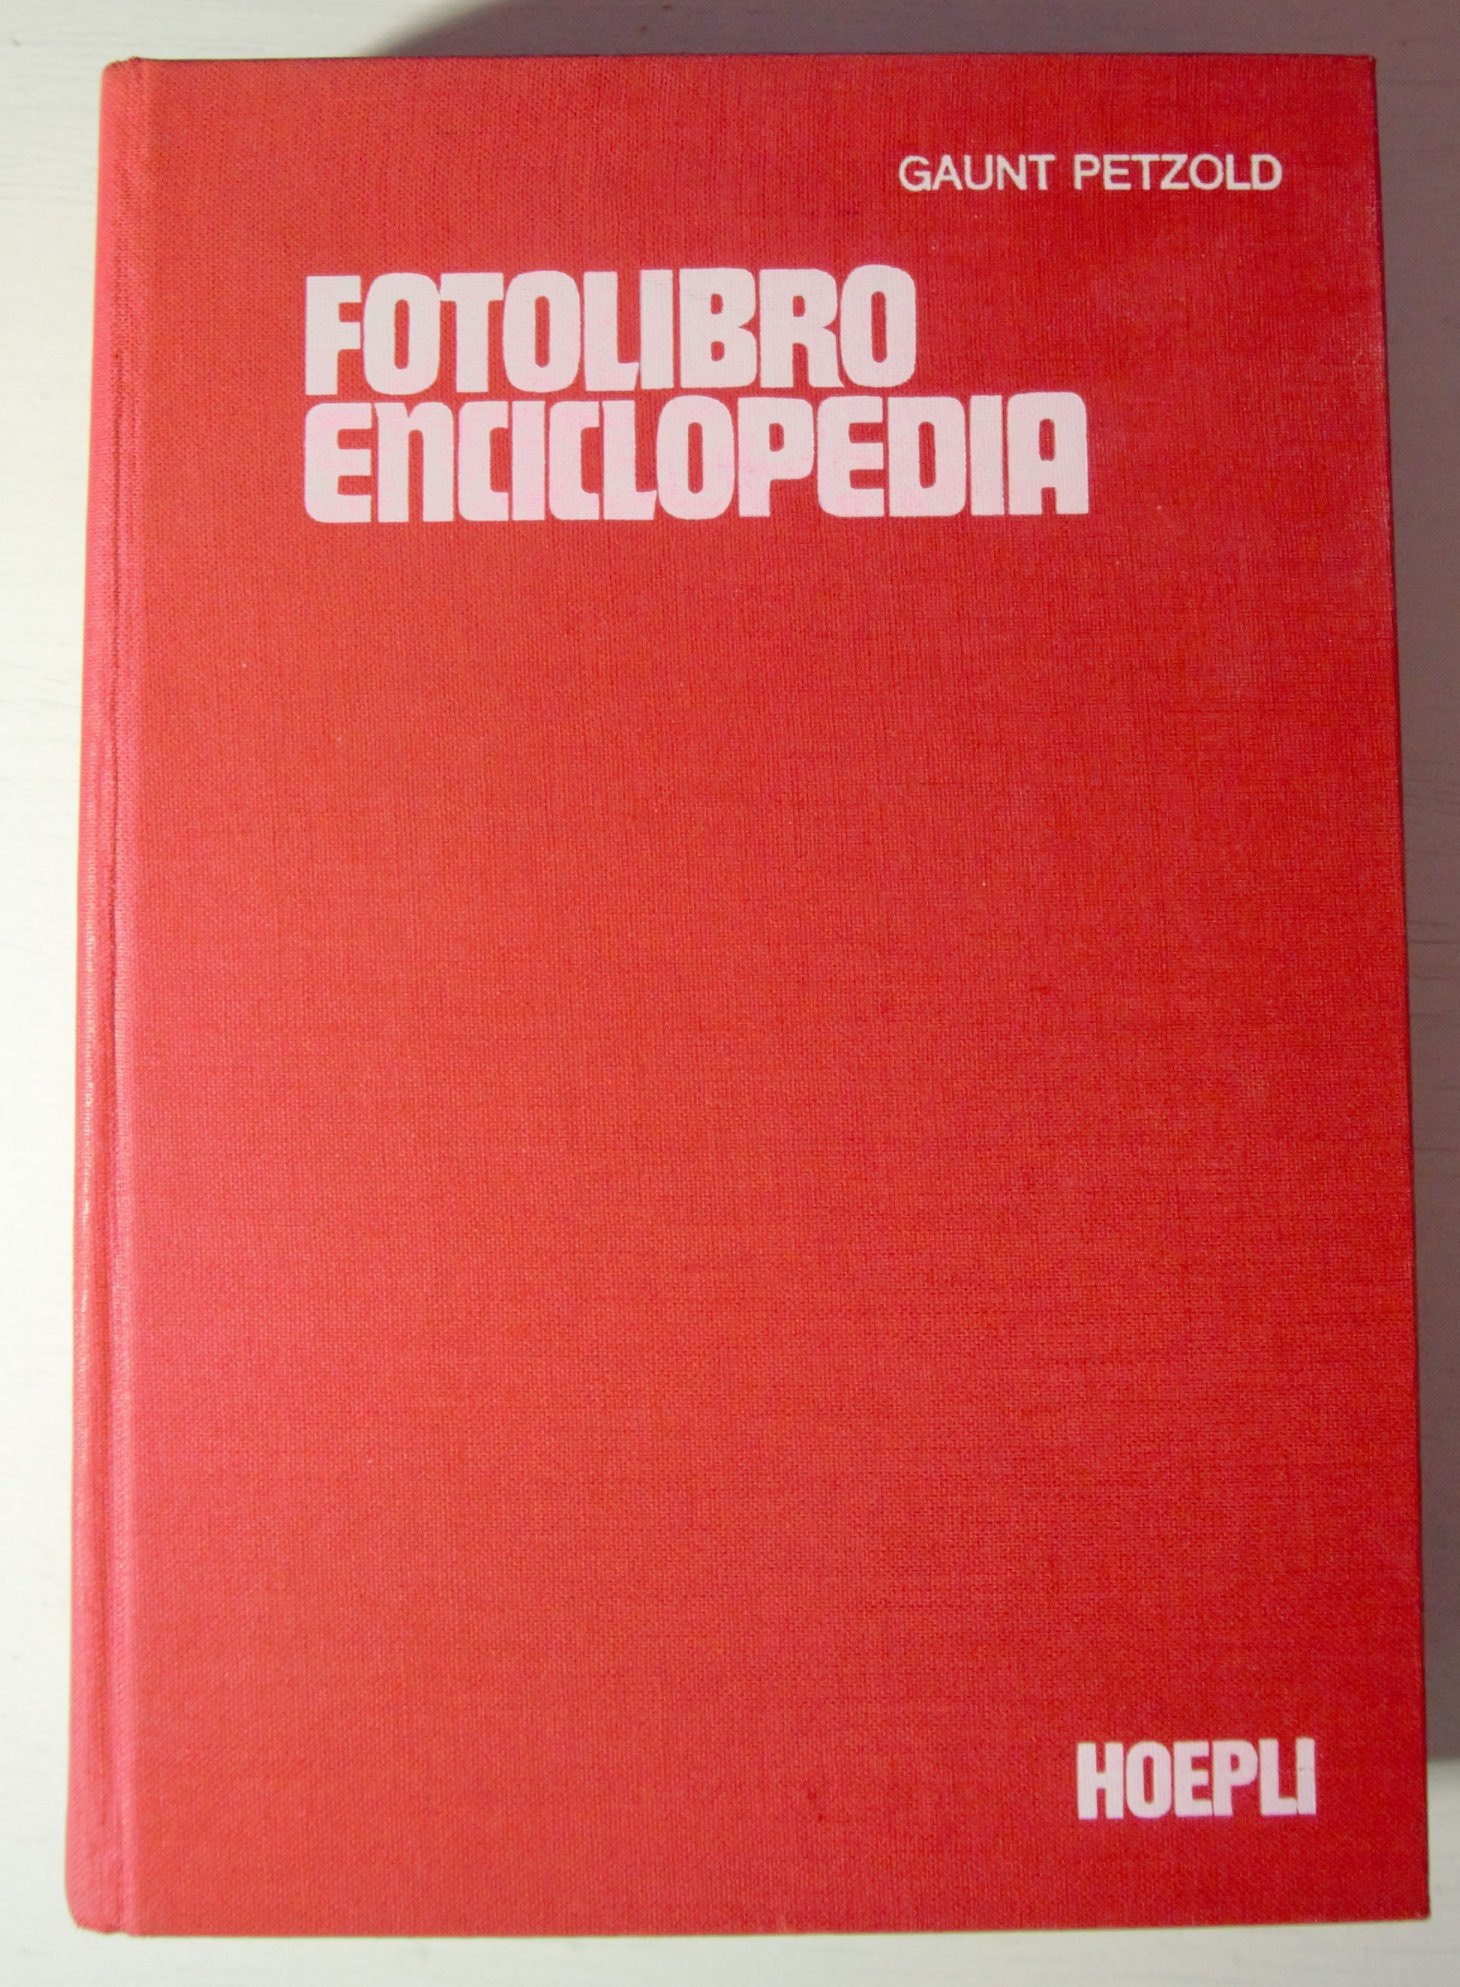 GAUNT PETZOLD
FOTOLIBRO
ENCICLOPEDIA
HOEPLI